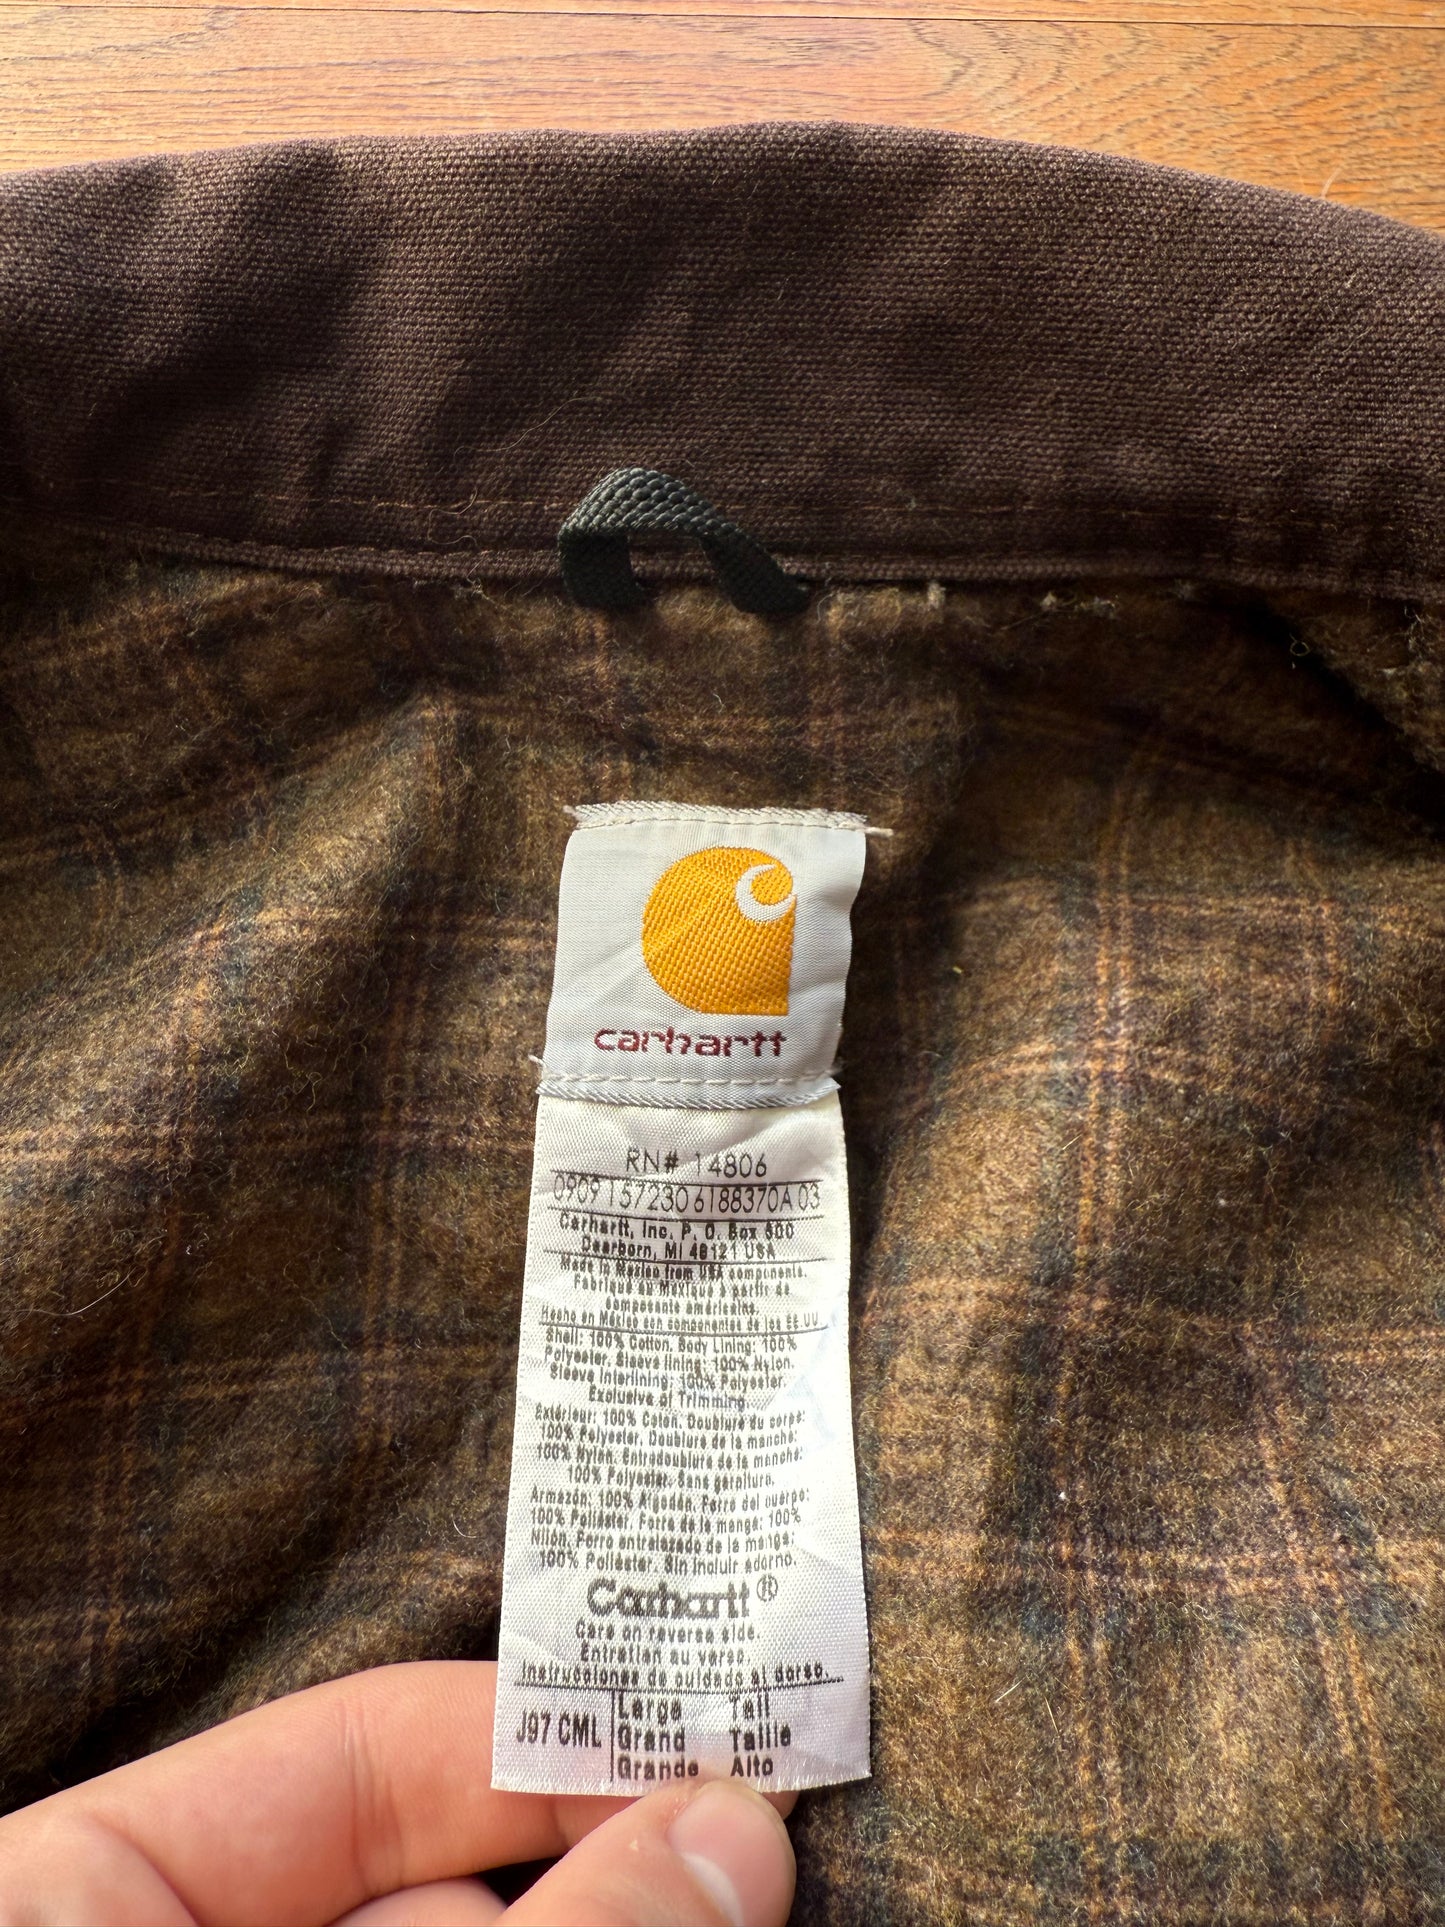 carhartt
RN# 14806
0909 157230 6188370A 03
Carhartt, Inc. P. O. Box 600
Dearborn, MI 48121 USA
Made in Mexico from USA components.
Fabriqué au Mexique à partir de
composants américains.
Hecho en México con componentes de los EE.UU
Shell: 100% Cotton. Body Lining: 100%
Polyester. Sleeve lining: 100% Nylon.
Sleeve Interlining: 100% Polyester.
Exclusive of Trimming.
Extérieur: 100% Coton. Doublure du corps:
100% Polyester. Doublure de la manche:
100% Nylon. Entredoublure de la manche:
100% Polyester. Sans garniture.
Armazón: 100% Algodón. Forro del cuerpo:
100% Poliéster. Forro de la manga: 100%
Nilón. Forro entretelado de la manga:
100% Poliéster. Sin incluir adorno.
Carhartt®
Care on reverse side.
Entretien au verso.
Instrucciones de cuidado al dorso.
J97 CML Large Tall
Grand Taille
Grande Alto